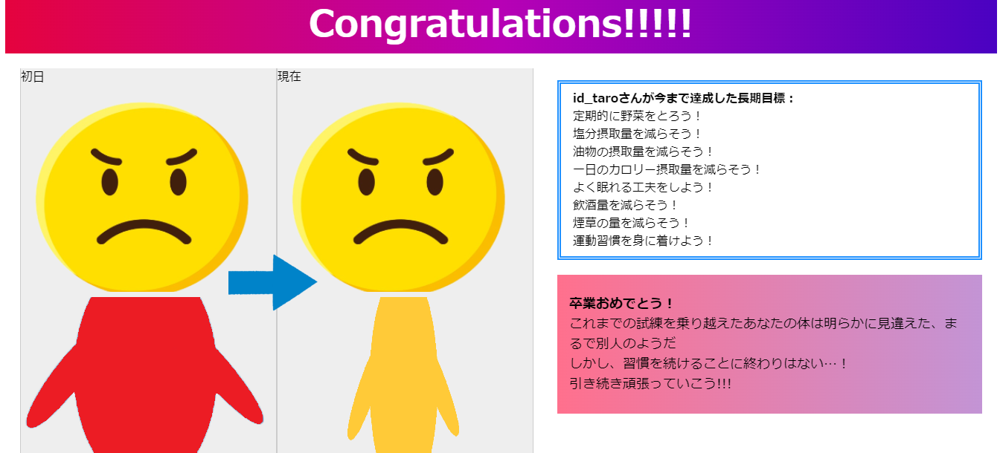 Congratulations!!!!!
初日
現在
id_taroさんが今まで達成した長期目標：
定期的に野菜をとろう！
塩分摂取量を減らそう！
油物の摂取量を減らそう！
一日のカロリー摂取量を減らそう！
よく眠れる工夫をしよう！
飲酒量を減らそう！
煙草の量を減らそう！
運動習慣を身に着けよう！
卒業おめでとう！
これまでの試練を乗り越えたあなたの体は明らかに見違えた、ま
るで別人のようだ
しかし、習慣を続けることに終わりはない…！
引き続き頑張っていこう!!!